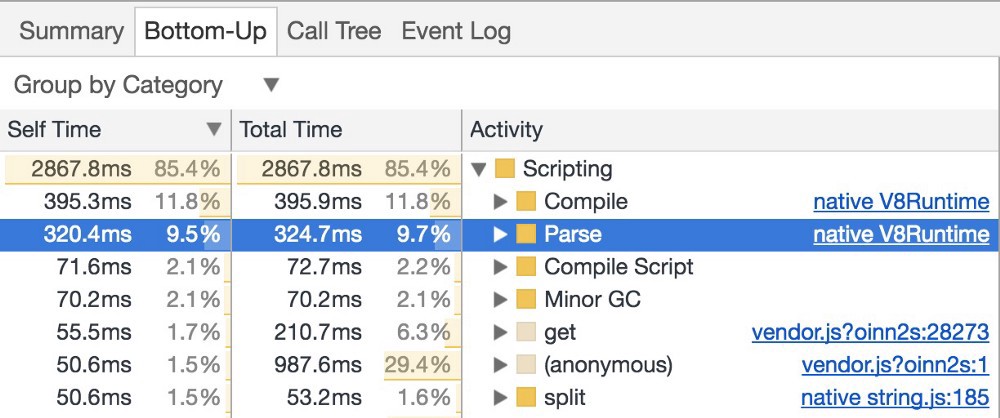 Summary Bottom-Up Call Tree Event Log
Group by Category ▼
Self Time ▼ Total Time Activity
2867.8ms 85.4% 2867.8ms 85.4% ▼ Scripting
395.3ms 11.8% 395.9ms 11.8% ▶ Compile native V8Runtime
320.4ms 9.5% 324.7ms 9.7% ▶ Parse native V8Runtime
71.6ms 2.1% 72.7ms 2.2% ▶ Compile Script
70.2ms 2.1% 70.2ms 2.1% ▶ Minor GC
55.5ms 1.7% 210.7ms 6.3% ▶ get vendor.js?oinn2s:28273
50.6ms 1.5% 987.6ms 29.4% ▶ (anonymous) vendor.js?oinn2s:1
50.6ms 1.5% 53.2ms 1.6% ▶ split native string.js:185